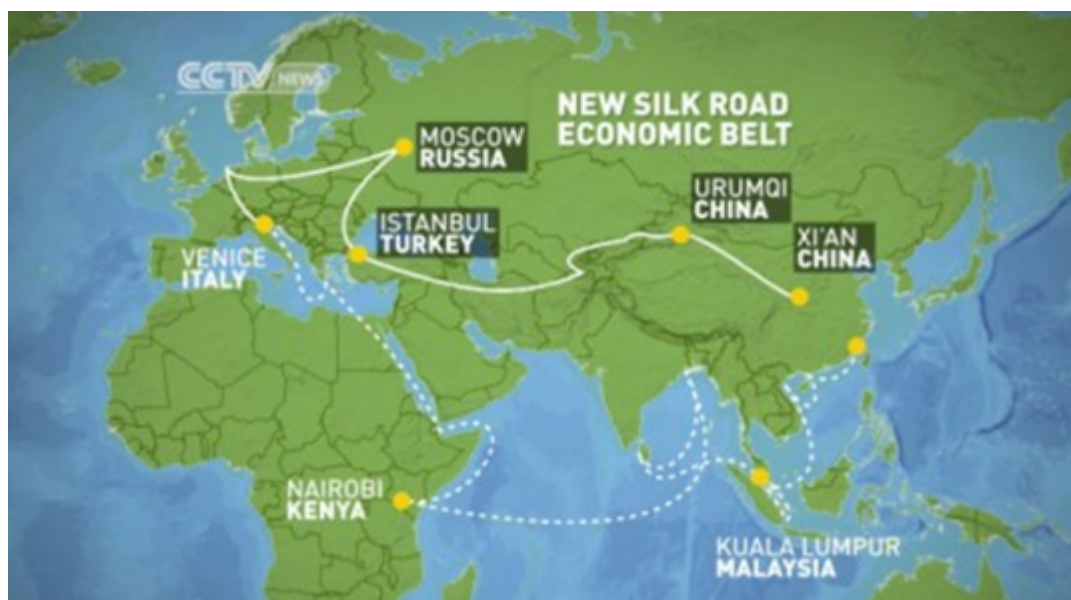 CCTV NEWS
NEW SILK ROAD
ECONOMIC BELT
MOSCOW
RUSSIA
URUMQI
CHINA
ISTANBUL
TURKEY
XI'AN
CHINA
VENICE
ITALY
NAIROBI
KENYA
KUALA LUMPUR
MALAYSIA